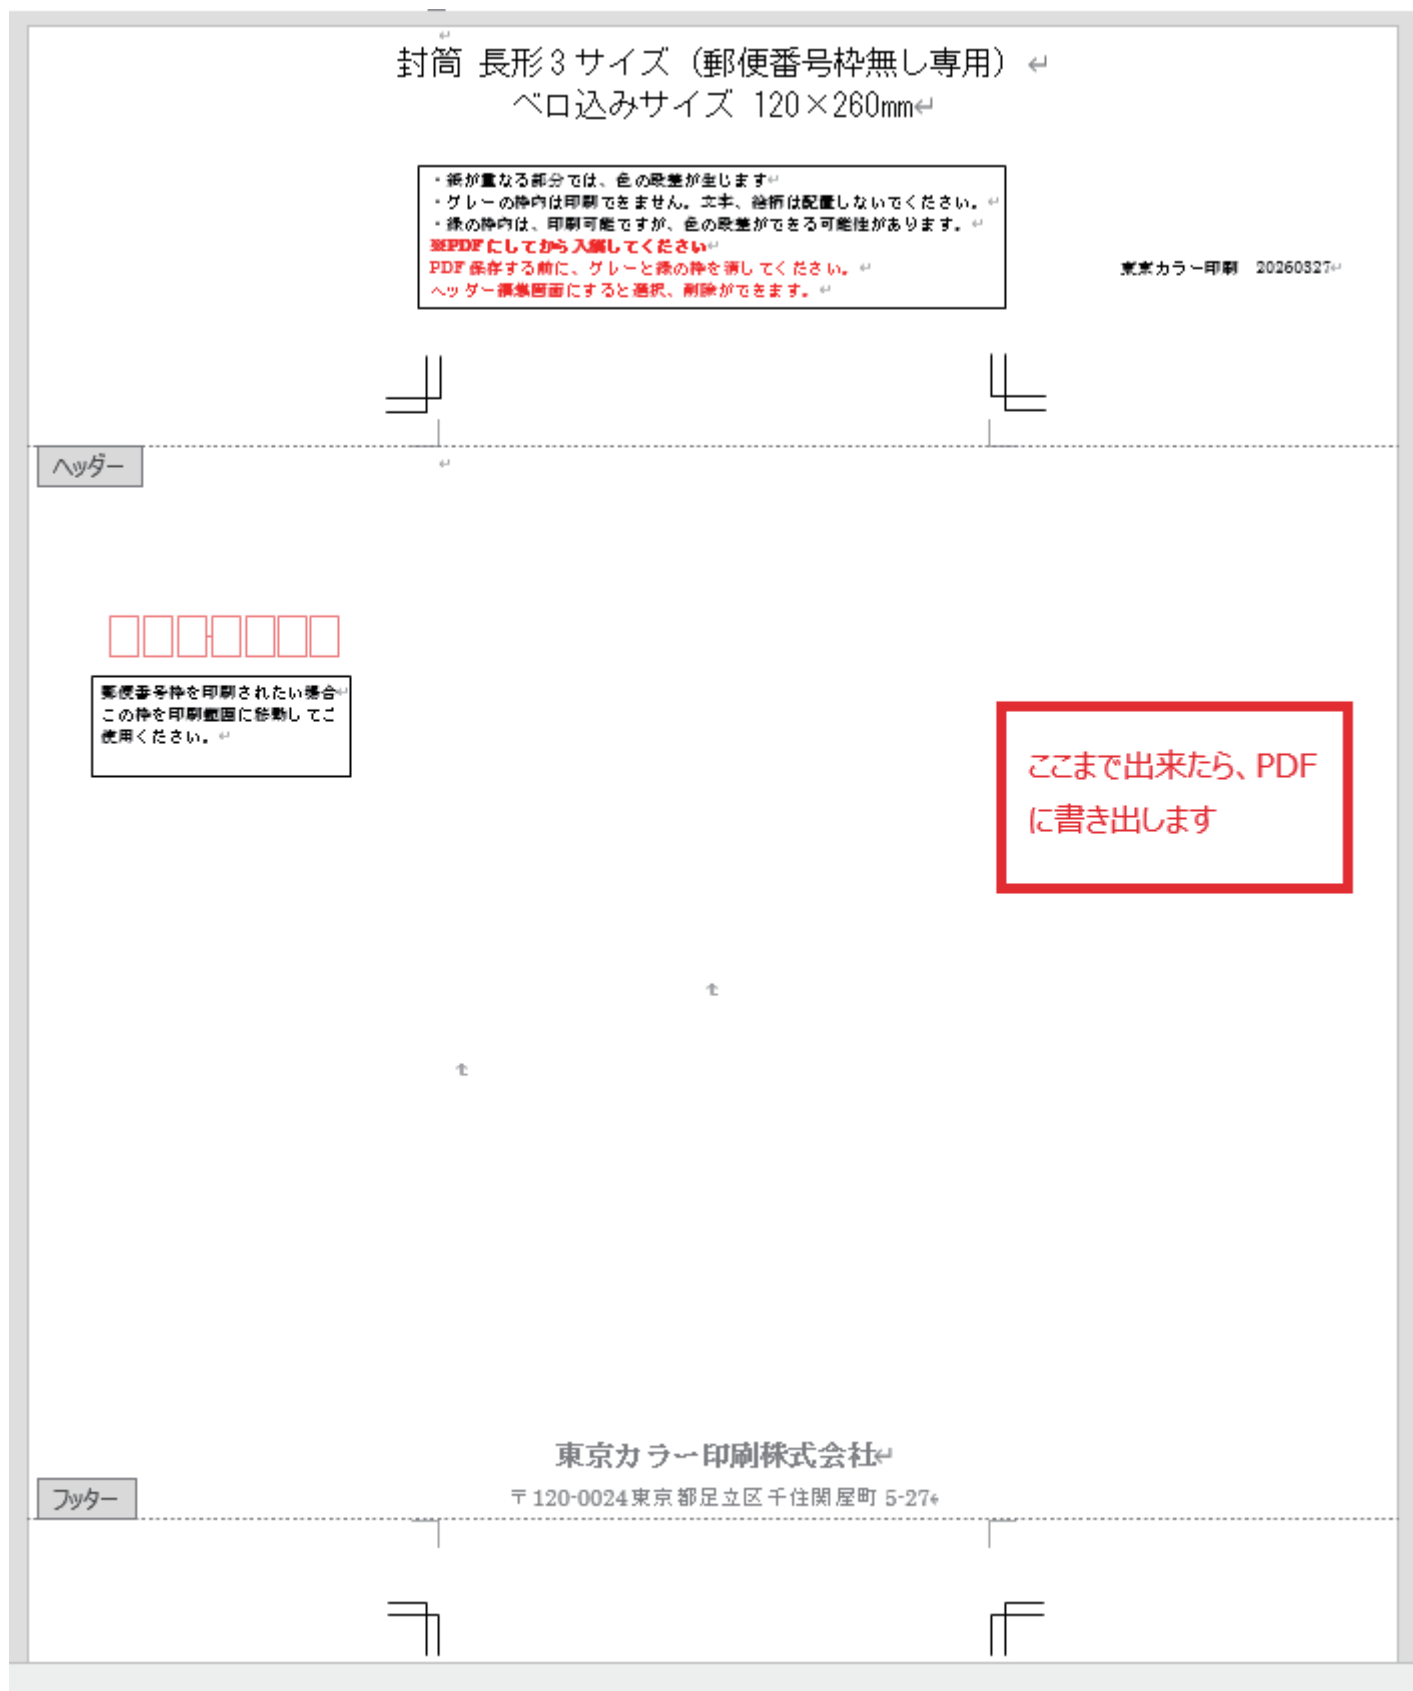 封筒 長形3サイズ（郵便番号枠無し専用）
ベロ込みサイズ 120×260mm
・紙が重なる部分では、色の段差が生じます
・グレーの枠内は印刷できません。文字、絵柄は配置しないでください。
・緑の枠内は、印刷可能ですが、色の段差ができる可能性があります。
※PDFにしてから入稿してください
PDF保存する前に、グレーと緑の枠を消してください。
ヘッダー編集画面にすると選択、削除ができます。
東京カラー印刷 20260327
ヘッダー
郵便番号枠を印刷されたい場合
この枠を印刷範囲に移動してご
使用ください。
ここまで出来たら、PDF
に書き出します
東京カラー印刷株式会社
フッター
〒120-0024東京都足立区千住関屋町 5-27